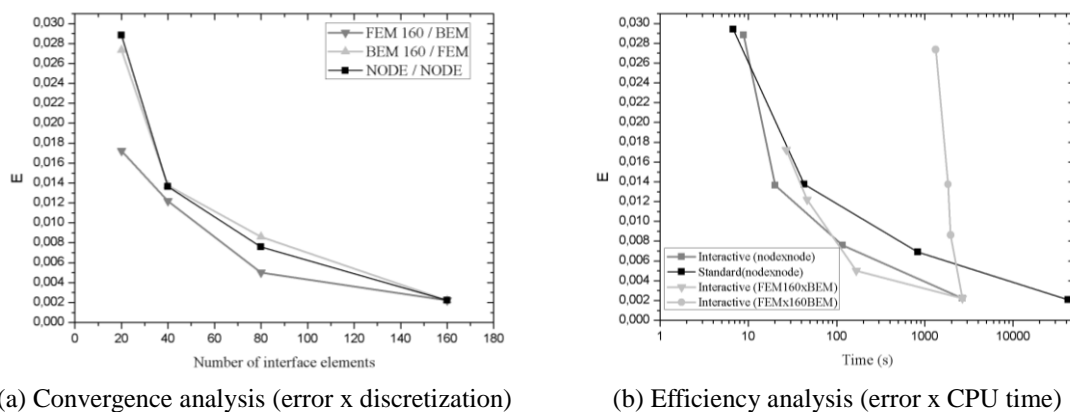 0,030
0,028
0,026
0,024
0,022
0,020
0,018
0,016
0,014
0,012
0,010
0,008
0,006
0,004
0,002
0,000
E
0 20 40 60 80 100 120 140 160 180
Number of interface elements
FEM 160 / BEM
BEM 160 / FEM
NODE / NODE
(a) Convergence analysis (error x discretization)
0,030
0,028
0,026
0,024
0,022
0,020
0,018
0,016
0,014
0,012
0,010
0,008
0,006
0,004
0,002
0,000
E
1 10 100 1000 10000
Time (s)
Interactive (nodexnode)
Standard(nodexnode)
Interactive (FEM160xBEM)
Interactive (FEMx160BEM)
(b) Efficiency analysis (error x CPU time)